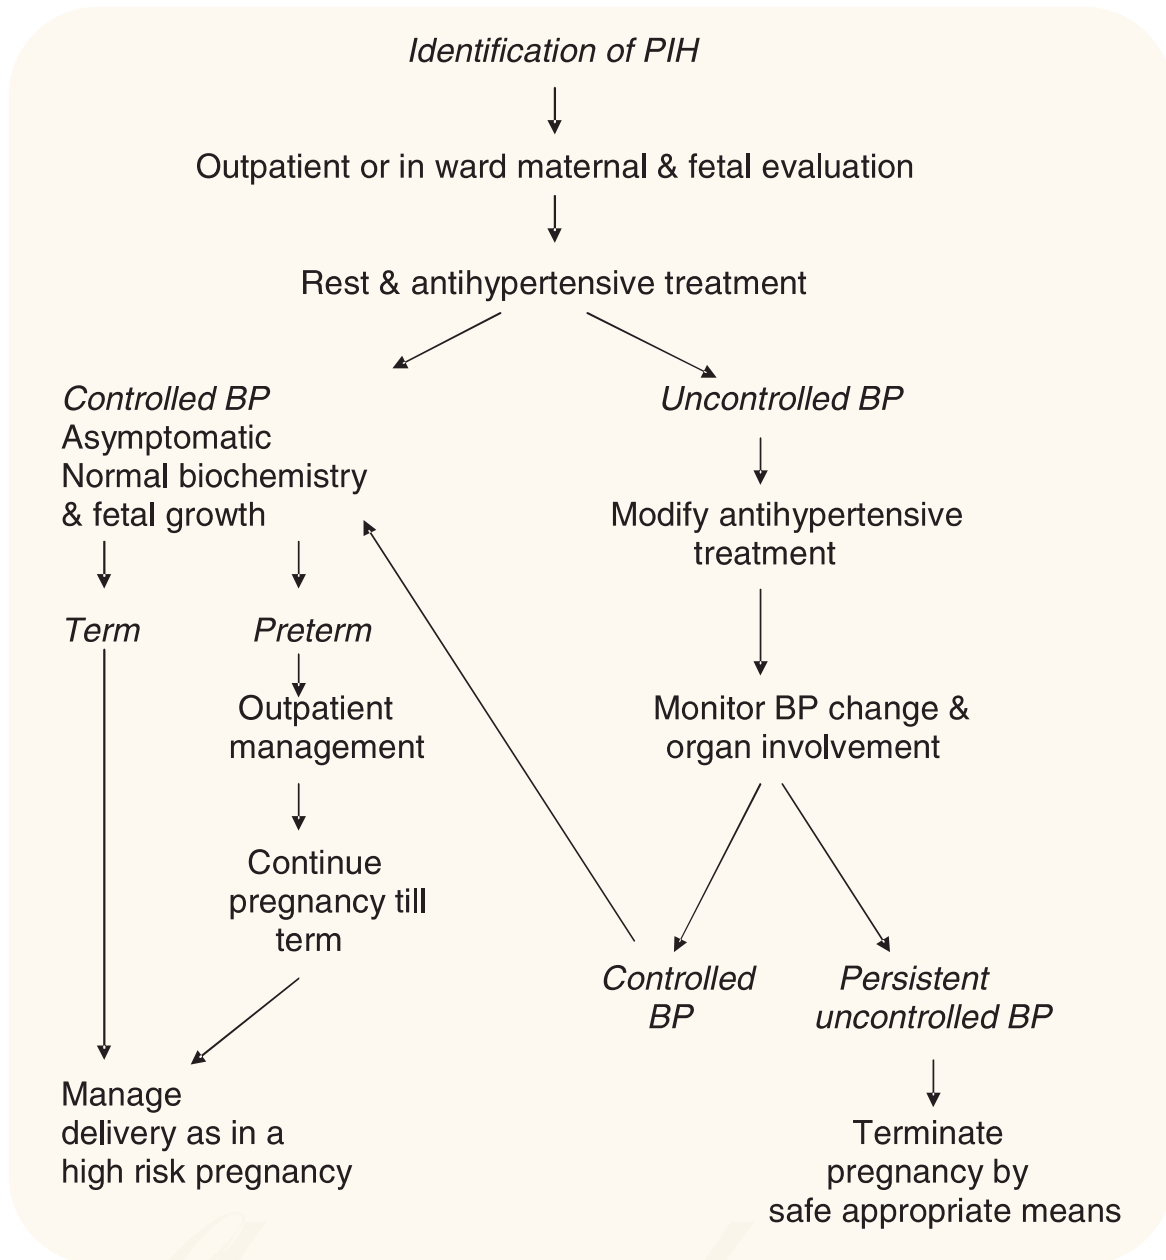 Identification of PIH
Outpatient or in ward maternal & fetal evaluation
Rest & antihypertensive treatment
Controlled BP
Asymptomatic
Normal biochemistry
& fetal growth
Uncontrolled BP
Modify antihypertensive
treatment
Term
Preterm
Outpatient
management
Monitor BP change &
organ involvement
Continue
pregnancy till
term
Controlled
BP
Persistent
uncontrolled BP
Manage
delivery as in a
high risk pregnancy
Terminate
pregnancy by
safe appropriate means